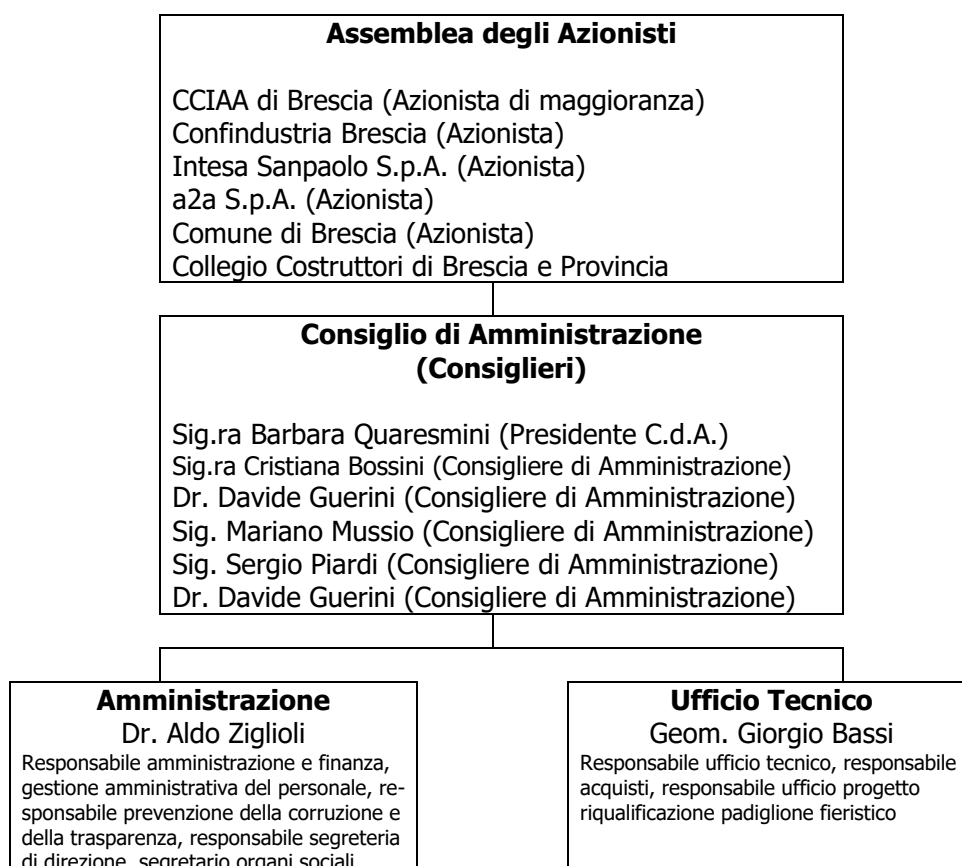 Assemblea degli Azionisti
CCIAA di Brescia (Azionista di maggioranza)
Confindustria Brescia (Azionista)
Intesa Sanpaolo S.p.A. (Azionista)
a2a S.p.A. (Azionista)
Comune di Brescia (Azionista)
Collegio Costruttori di Brescia e Provincia
Consiglio di Amministrazione
(Consiglieri)
Sig.ra Barbara Quaresmini (Presidente C.d.A.)
Sig.ra Cristiana Bossini (Consigliere di Amministrazione)
Dr. Davide Guerini (Consigliere di Amministrazione)
Sig. Mariano Mussio (Consigliere di Amministrazione)
Sig. Sergio Piardi (Consigliere di Amministrazione)
Dr. Davide Guerini (Consigliere di Amministrazione)
Amministrazione
Dr. Aldo Ziglioli
Responsabile amministrazione e finanza,
gestione amministrativa del personale, re-
sponsabile prevenzione della corruzione e
della trasparenza, responsabile segreteria
di direzione, segretario organi sociali
Ufficio Tecnico
Geom. Giorgio Bassi
Responsabile ufficio tecnico, responsabile
acquisti, responsabile ufficio progetto
riqualificazione padiglione fieristico